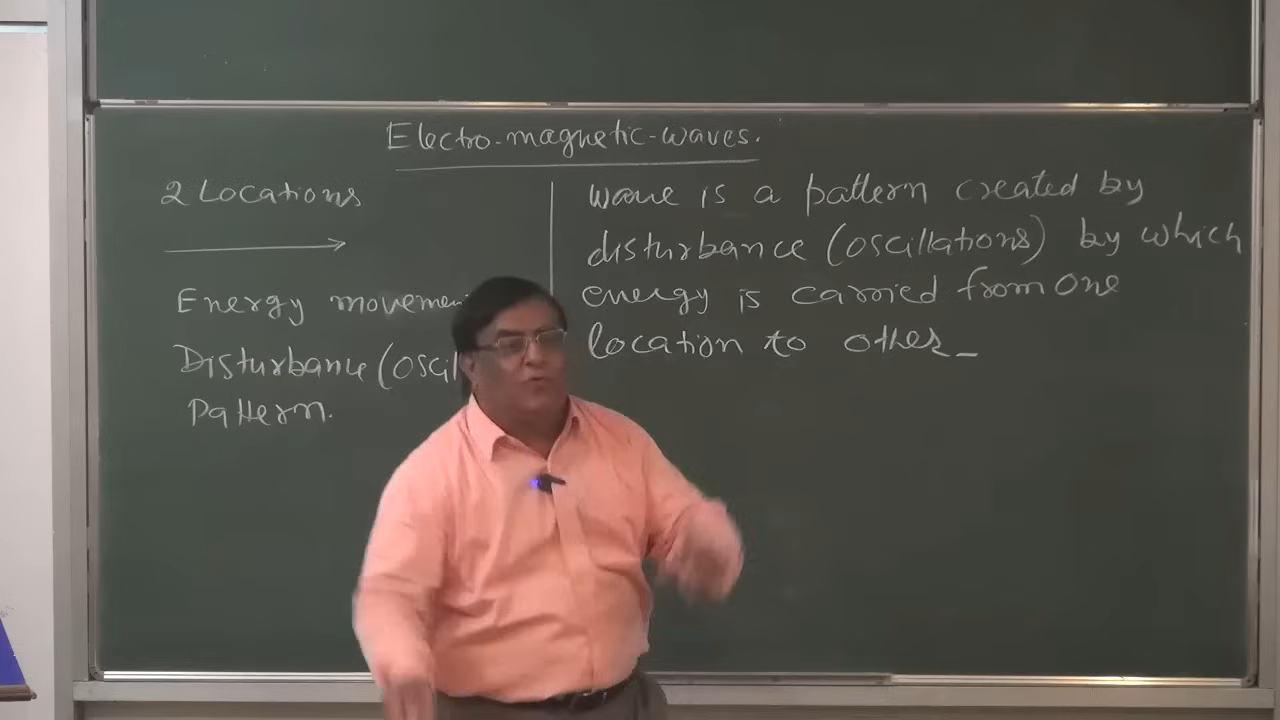 Electro-magnetic-waves.
2 Locations
Energy movemen
Disturbance (oscil
Pattern.
wave is a pattern created by
disturbance (oscillations) by which
energy is carried from one
location to other_